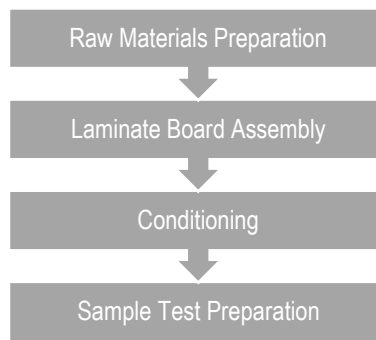 Raw Materials Preparation
Laminate Board Assembly
Conditioning
Sample Test Preparation